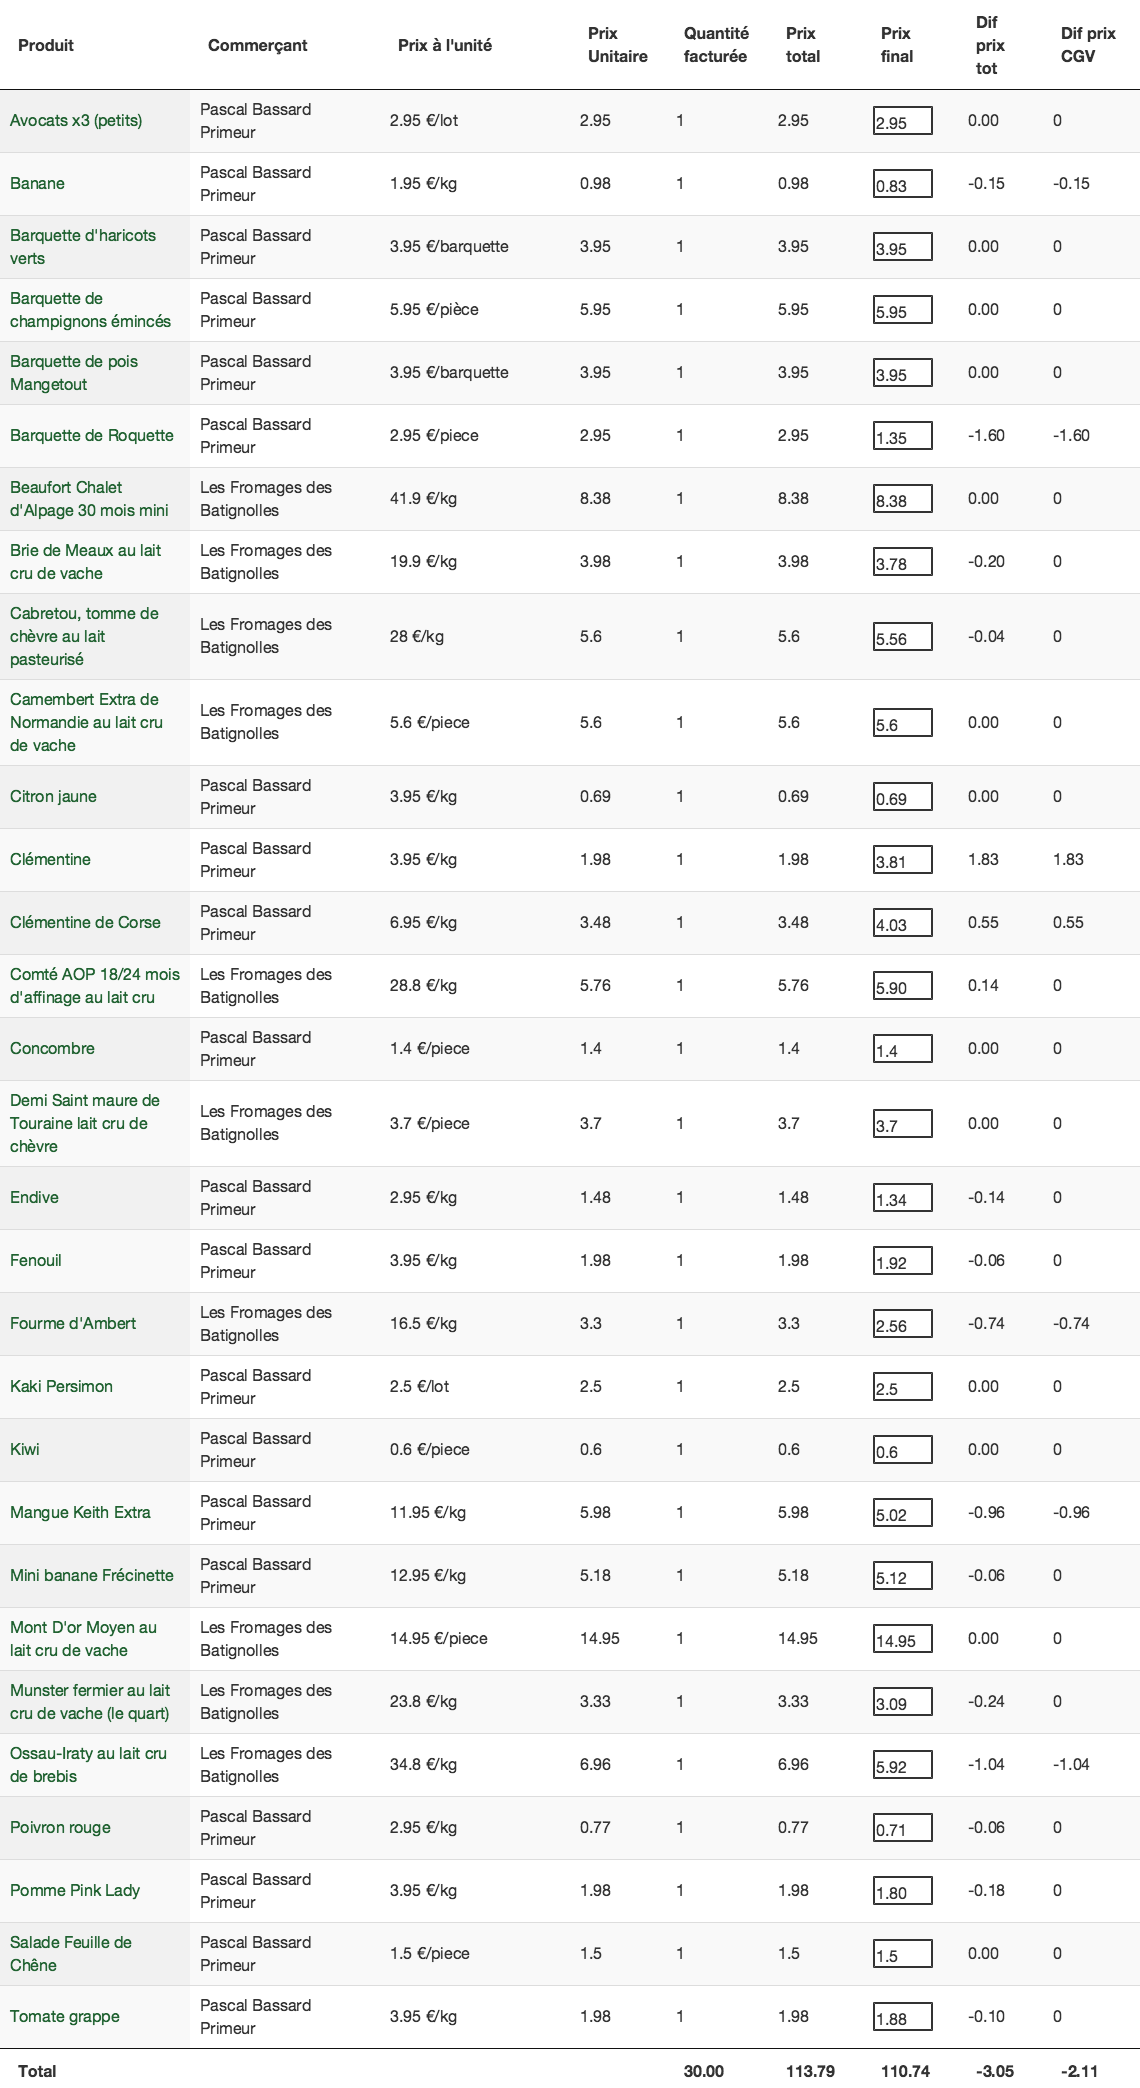 Produit Commerçant Prix à l'unité Prix Unitaire Quantité facturée Prix total Prix final Dif prix tot Dif prix CGV
Avocats x3 (petits) Pascal Bassard Primeur 2.95 €/lot 2.95 1 2.95 2.95 0.00 0
Banane Pascal Bassard Primeur 1.95 €/kg 0.98 1 0.98 0.83 -0.15 -0.15
Barquette d'haricots verts Pascal Bassard Primeur 3.95 €/barquette 3.95 1 3.95 3.95 0.00 0
Barquette de champignons émincés Pascal Bassard Primeur 5.95 €/pièce 5.95 1 5.95 5.95 0.00 0
Barquette de pois Mangetout Pascal Bassard Primeur 3.95 €/barquette 3.95 1 3.95 3.95 0.00 0
Barquette de Roquette Pascal Bassard Primeur 2.95 €/piece 2.95 1 2.95 1.35 -1.60 -1.60
Beaufort Chalet d'Alpage 30 mois mini Les Fromages des Batignolles 41.9 €/kg 8.38 1 8.38 8.38 0.00 0
Brie de Meaux au lait cru de vache Les Fromages des Batignolles 19.9 €/kg 3.98 1 3.98 3.78 -0.20 0
Cabretou, tomme de chèvre au lait pasteurisé Les Fromages des Batignolles 28 €/kg 5.6 1 5.6 5.56 -0.04 0
Camembert Extra de Normandie au lait cru de vache Les Fromages des Batignolles 5.6 €/piece 5.6 1 5.6 5.6 0.00 0
Citron jaune Pascal Bassard Primeur 3.95 €/kg 0.69 1 0.69 0.69 0.00 0
Clémentine Pascal Bassard Primeur 3.95 €/kg 1.98 1 1.98 3.81 1.83 1.83
Clémentine de Corse Pascal Bassard Primeur 6.95 €/kg 3.48 1 3.48 4.03 0.55 0.55
Comté AOP 18/24 mois d'affinage au lait cru Les Fromages des Batignolles 28.8 €/kg 5.76 1 5.76 5.90 0.14 0
Concombre Pascal Bassard Primeur 1.4 €/piece 1.4 1 1.4 1.4 0.00 0
Demi Saint maure de Touraine lait cru de chèvre Les Fromages des Batignolles 3.7 €/piece 3.7 1 3.7 3.7 0.00 0
Endive Pascal Bassard Primeur 2.95 €/kg 1.48 1 1.48 1.34 -0.14 0
Fenouil Pascal Bassard Primeur 3.95 €/kg 1.98 1 1.98 1.92 -0.06 0
Fourme d'Ambert Les Fromages des Batignolles 16.5 €/kg 3.3 1 3.3 2.56 -0.74 -0.74
Kaki Persimon Pascal Bassard Primeur 2.5 €/lot 2.5 1 2.5 2.5 0.00 0
Kiwi Pascal Bassard Primeur 0.6 €/piece 0.6 1 0.6 0.6 0.00 0
Mangue Keith Extra Pascal Bassard Primeur 11.95 €/kg 5.98 1 5.98 5.02 -0.96 -0.96
Mini banane Frécinette Pascal Bassard Primeur 12.95 €/kg 5.18 1 5.18 5.12 -0.06 0
Mont D'or Moyen au lait cru de vache Les Fromages des Batignolles 14.95 €/piece 14.95 1 14.95 14.95 0.00 0
Munster fermier au lait cru de vache (le quart) Les Fromages des Batignolles 23.8 €/kg 3.33 1 3.33 3.09 -0.24 0
Ossau-Iraty au lait cru de brebis Les Fromages des Batignolles 34.8 €/kg 6.96 1 6.96 5.92 -1.04 -1.04
Poivron rouge Pascal Bassard Primeur 2.95 €/kg 0.77 1 0.77 0.71 -0.06 0
Pomme Pink Lady Pascal Bassard Primeur 3.95 €/kg 1.98 1 1.98 1.80 -0.18 0
Salade Feuille de Chêne Pascal Bassard Primeur 1.5 €/piece 1.5 1 1.5 1.5 0.00 0
Tomate grappe Pascal Bassard Primeur 3.95 €/kg 1.98 1 1.98 1.88 -0.10 0
Total 30.00 113.79 110.74 -3.05 -2.11